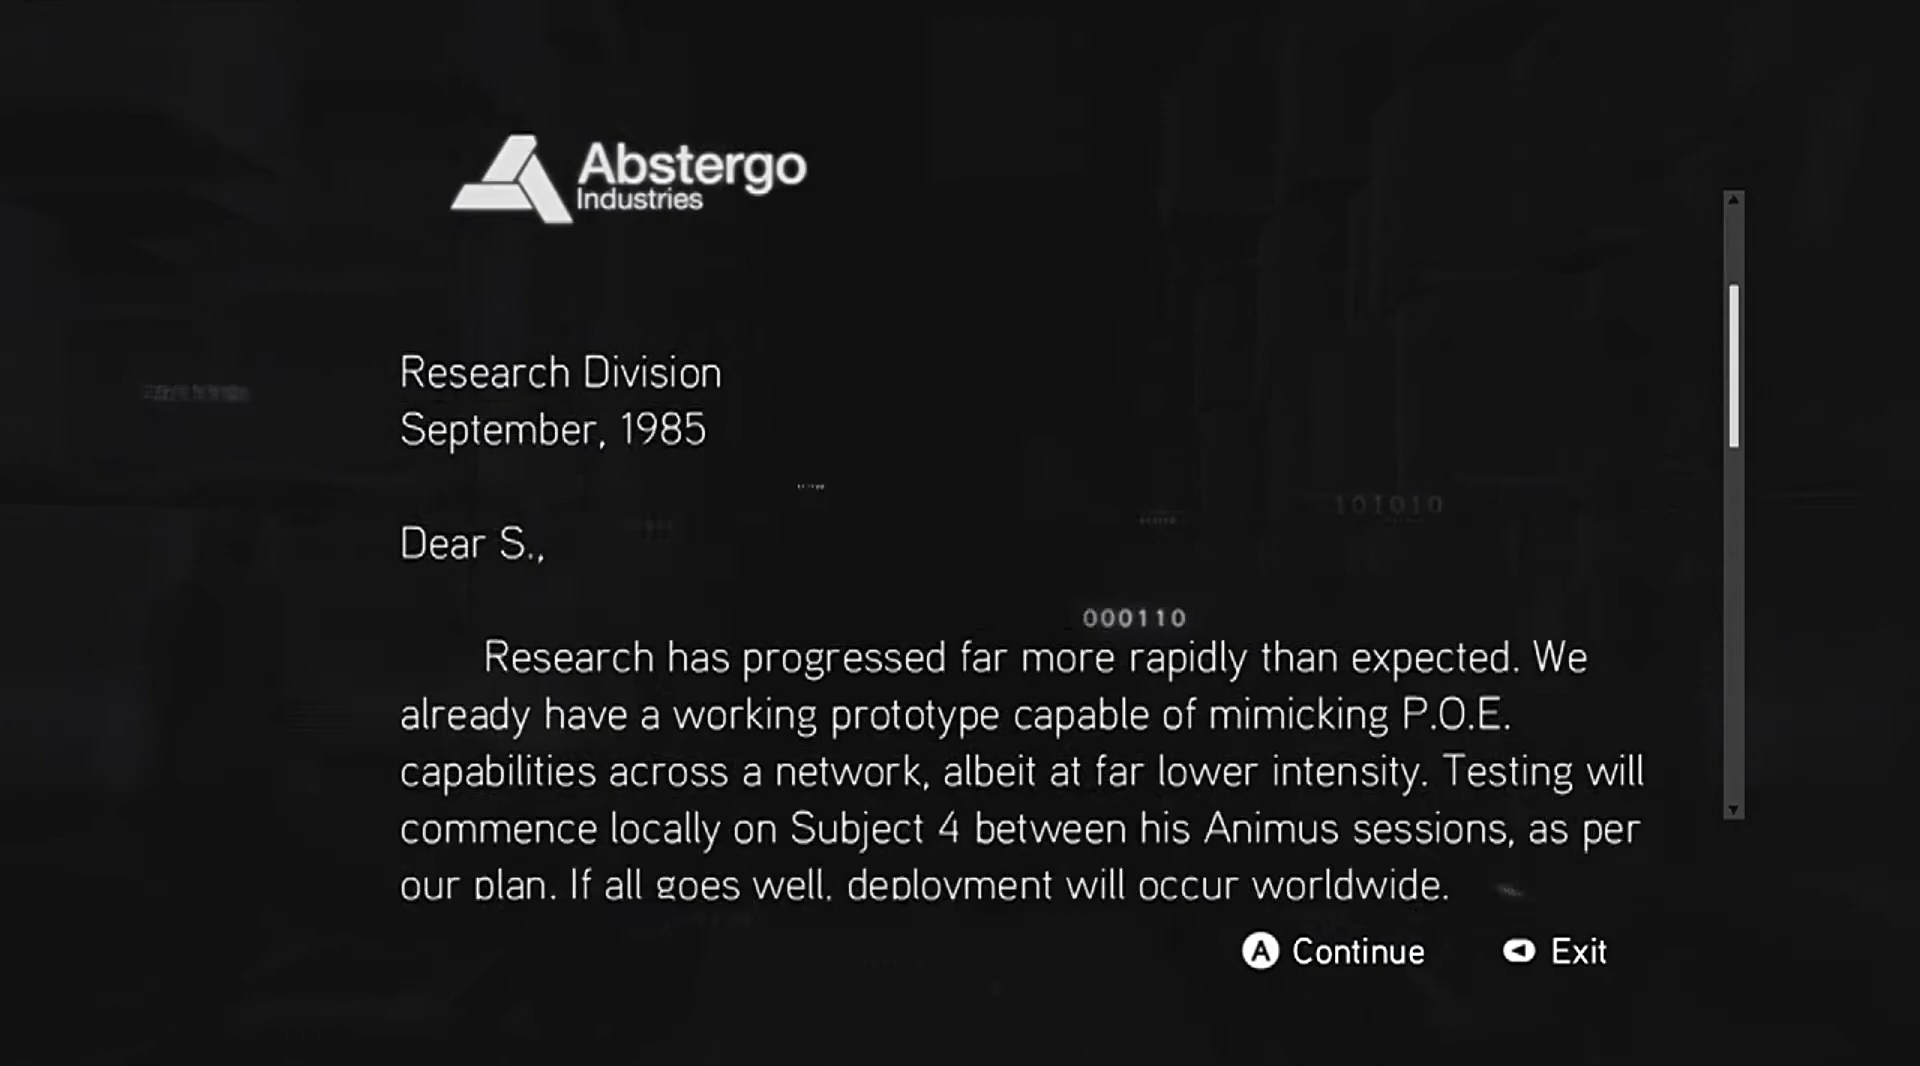 Abstergo
Industries
Research Division
September, 1985
101010
Dear S.,
000110
Research has progressed far more rapidly than expected. We
already have a working prototype capable of mimicking P.O.E.
capabilities across a network, albeit at far lower intensity. Testing will
commence locally on Subject 4 between his Animus sessions, as per
our plan. If all goes well, deployment will occur worldwide.
A Continue
Exit